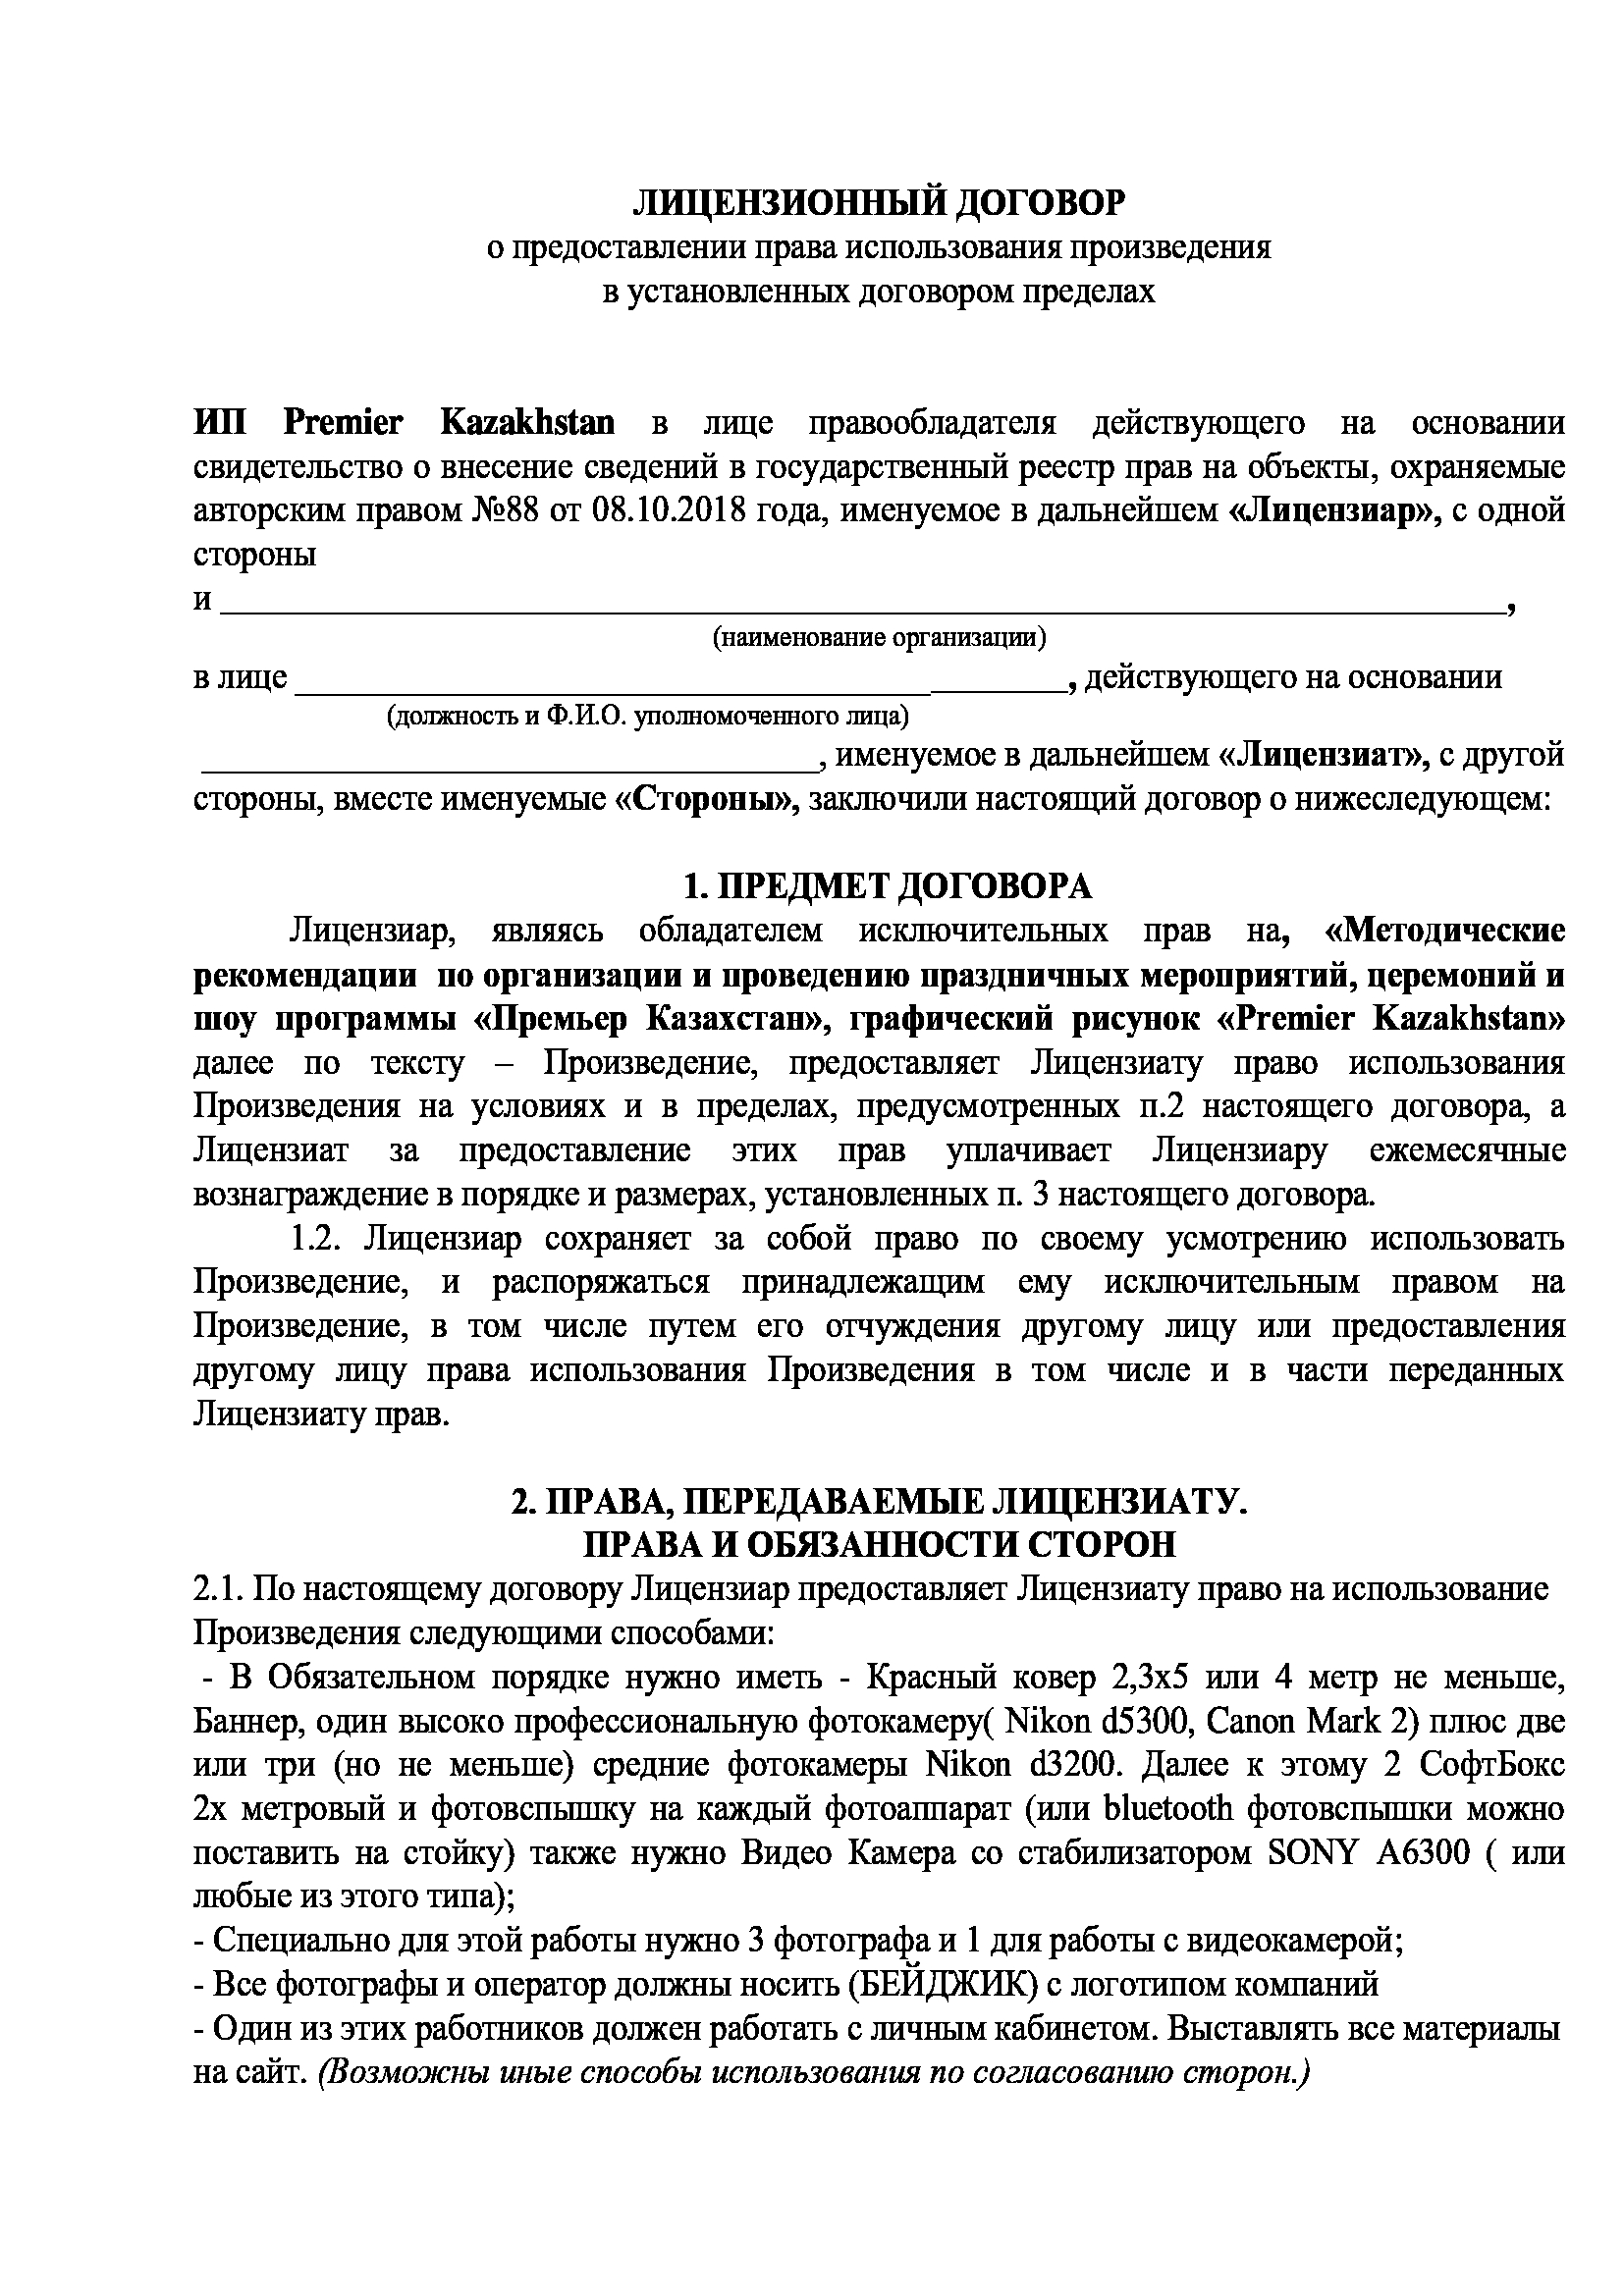 ЛИЦЕНЗИОННЫЙ ДОГОВОР
о предоставлении права использования произведения
в установленных договором пределах
ИП Premier Kazakhstan в лице правообладателя действующего на основании
свидетельство о внесение сведений в государственный реестр прав на объекты, охраняемые
авторским правом №88 от 08.10.2018 года, именуемое в дальнейшем «Лицензиар», с одной
стороны
и ____________________________________________,
(наименование организации)
в лице ______________________________, действующего на основании
(должность и Ф.И.О. уполномоченного лица)
______________________________, именуемое в дальнейшем «Лицензиат», с другой
стороны, вместе именуемые «Стороны», заключили настоящий договор о нижеследующем:
1. ПРЕДМЕТ ДОГОВОРА
Лицензиар, являясь обладателем исключительных прав на, «Методические
рекомендации по организации и проведению праздничных мероприятий, церемоний и
шоу программы «Премьер Казахстан», графический рисунок «Premier Kazakhstan»
далее по тексту – Произведение, предоставляет Лицензиату право использования
Произведения на условиях и в пределах, предусмотренных п.2 настоящего договора, а
Лицензиат за предоставление этих прав уплачивает Лицензиару ежемесячные
вознаграждение в порядке и размерах, установленных п. 3 настоящего договора.
1.2. Лицензиар сохраняет за собой право по своему усмотрению использовать
Произведение, и распоряжаться принадлежащим ему исключительным правом на
Произведение, в том числе путем его отчуждения другому лицу или предоставления
другому лицу права использования Произведения в том числе и в части переданных
Лицензиату прав.
2. ПРАВА, ПЕРЕДАВАЕМЫЕ ЛИЦЕНЗИАТУ.
ПРАВА И ОБЯЗАННОСТИ СТОРОН
2.1. По настоящему договору Лицензиар предоставляет Лицензиату право на использование
Произведения следующими способами:
- В Обязательном порядке нужно иметь - Красный ковер 2,3х5 или 4 метр не меньше,
Баннер, один высоко профессиональную фотокамеру( Nikon d5300, Canon Mark 2) плюс две
или три (но не меньше) средние фотокамеры Nikon d3200. Далее к этому 2 СофтБокс
2х метровый и фотовспышку на каждый фотоаппарат (или bluetooth фотовспышки можно
поставить на стойку) также нужно Видео Камера со стабилизатором SONY A6300 ( или
любые из этого типа);
- Специально для этой работы нужно 3 фотографа и 1 для работы с видеокамерой;
- Все фотографы и оператор должны носить (БЕЙДЖИК) с логотипом компаний
- Один из этих работников должен работать с личным кабинетом. Выставлять все материалы
на сайт. (Возможны иные способы использования по согласованию сторон.)